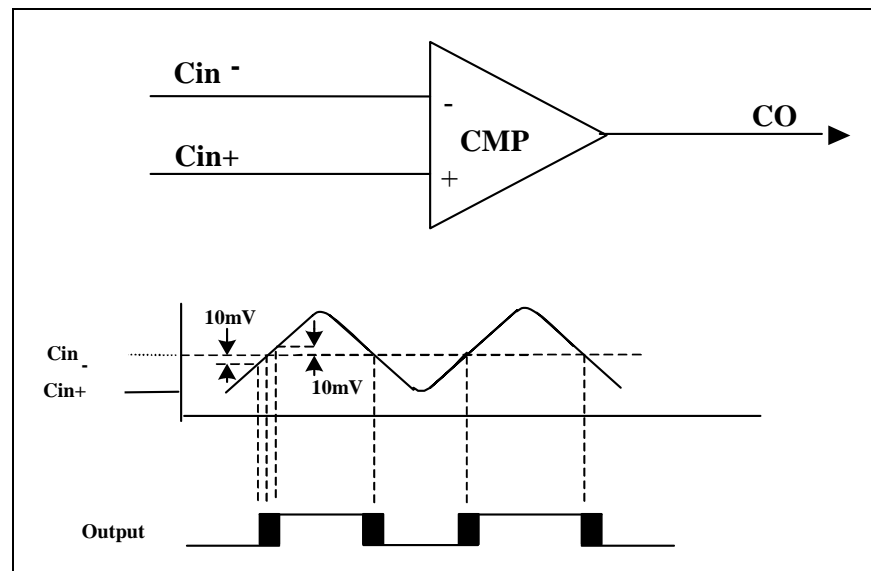 Cin -
-
CMP
CO
Cin+
+
10mV
Cin -
10mV
Cin+
Output